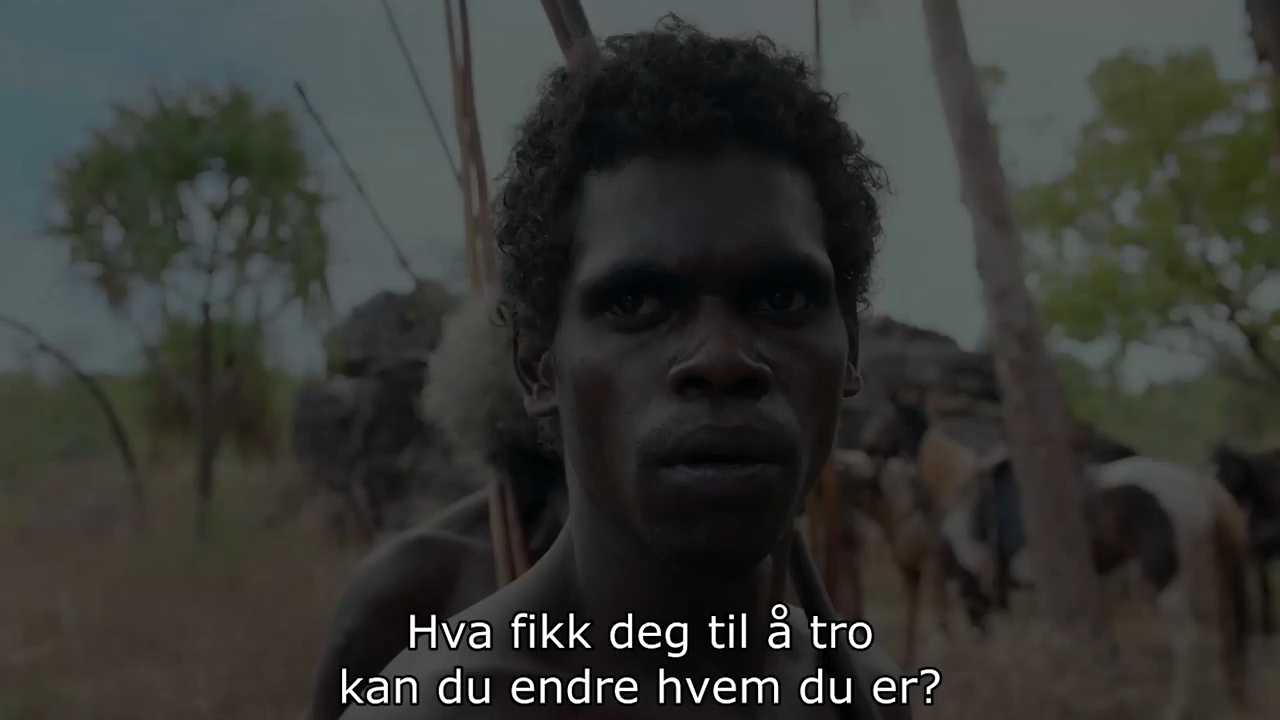 Hva fikk deg til å tro
kan du endre hvem du er?